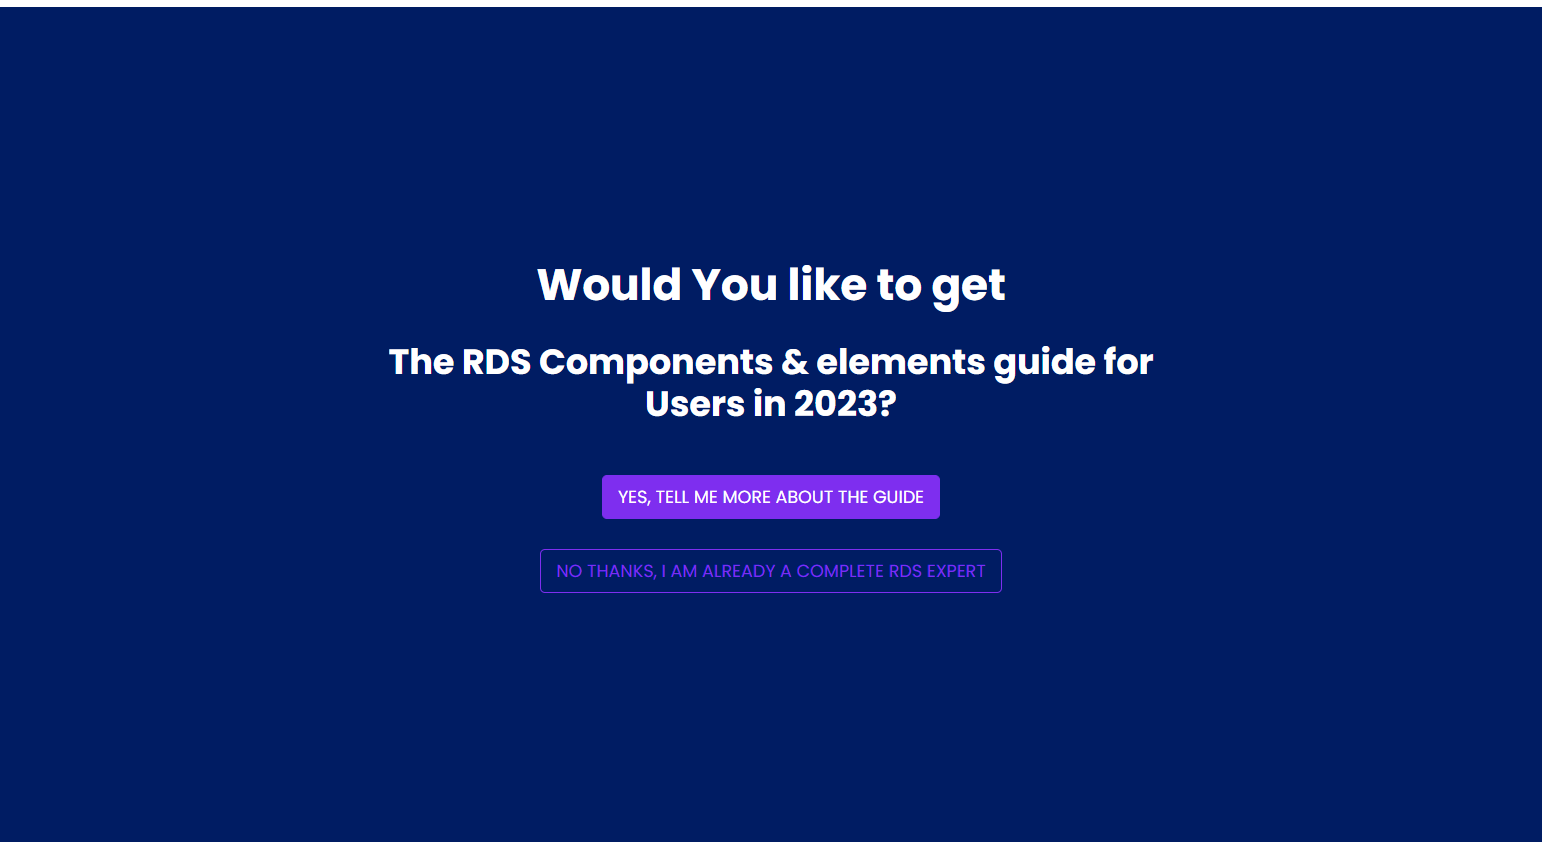 Would You like to get
The RDS Components & elements guide for
Users in 2023?
YES, TELL ME MORE ABOUT THE GUIDE
NO THANKS, I AM ALREADY A COMPLETE RDS EXPERT